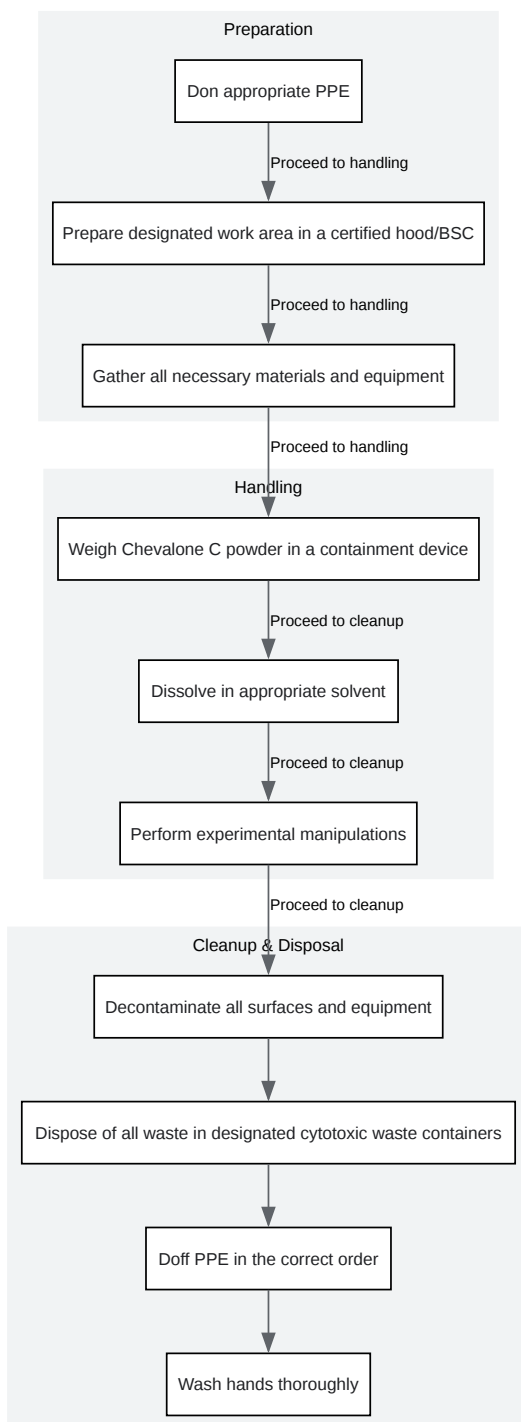 Preparation
Don appropriate PPE
Proceed to handling
Prepare designated work area in a certified hood/BSC
Proceed to handling
Gather all necessary materials and equipment
Proceed to handling
Handling
Weigh Chevalone C powder in a containment device
Proceed to cleanup
Dissolve in appropriate solvent
Proceed to cleanup
Perform experimental manipulations
Proceed to cleanup
Cleanup & Disposal
Decontaminate all surfaces and equipment
Dispose of all waste in designated cytotoxic waste containers
Doff PPE in the correct order
Wash hands thoroughly